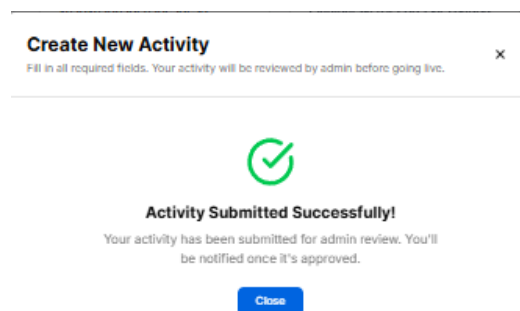 Create New Activity
Fill in all required fields. Your activity will be reviewed by admin before going live.
Activity Submitted Successfully!
Your activity has been submitted for admin review. You'll
be notified once it's approved.
Close